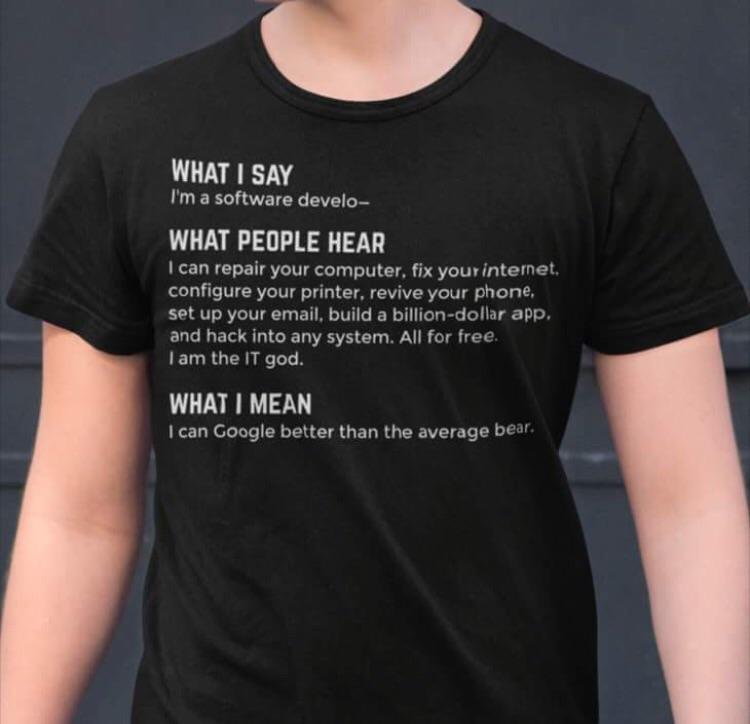 WHAT I SAY
I'm a software develo–
WHAT PEOPLE HEAR
I can repair your computer, fix your internet,
configure your printer, revive your phone,
set up your email, build a billion-dollar app,
and hack into any system. All for free.
I am the IT god.
WHAT I MEAN
I can Google better than the average bear.